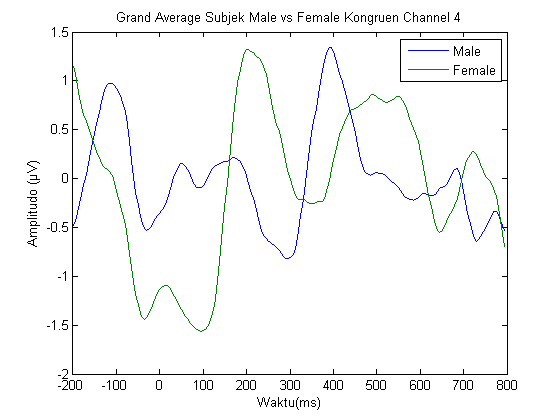 Grand Average Subjek Male vs Female Kongruen Channel 4
Male
Female
1.5
1
0.5
0
-0.5
-1
-1.5
-2
Amplitudo (µV)
-200 -100 0 100 200 300 400 500 600 700 800
Waktu(ms)